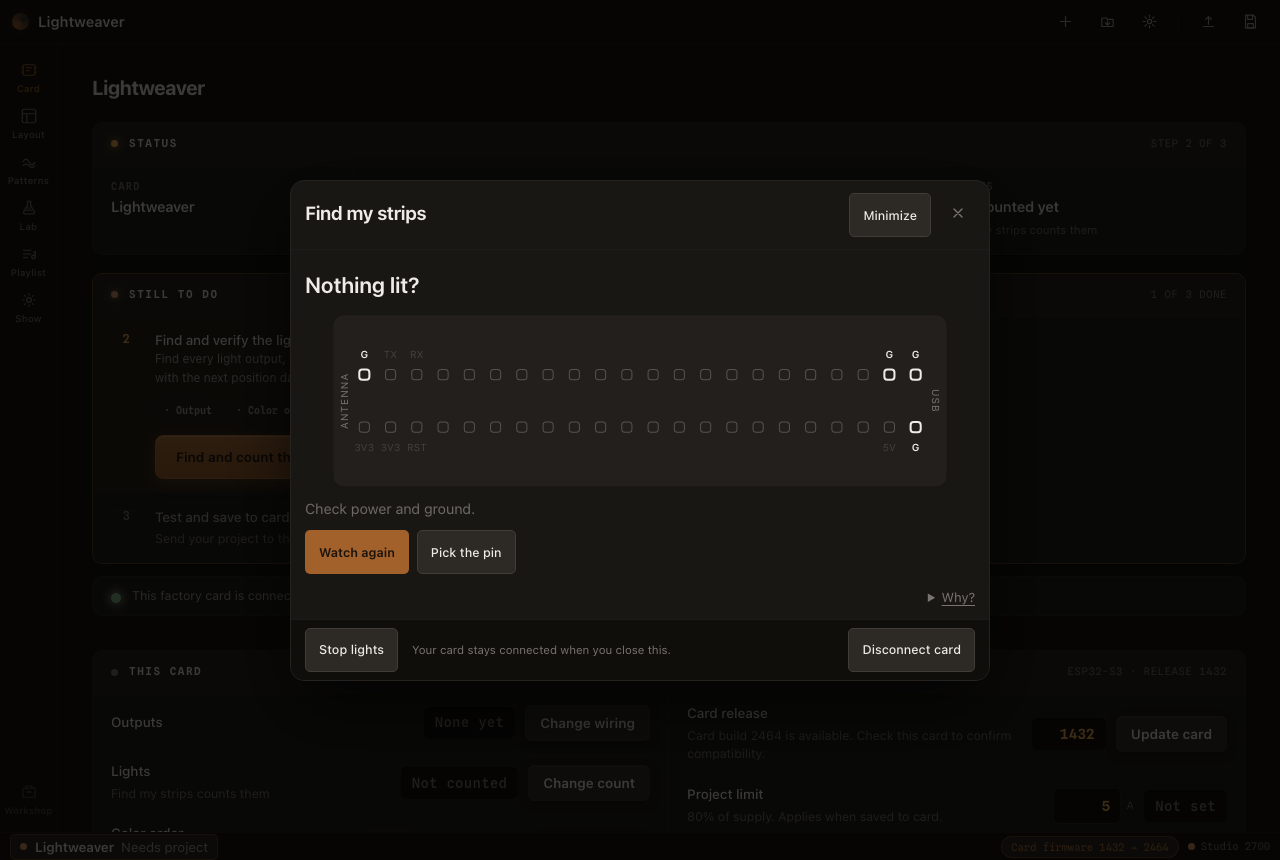 Lightweaver
Card
Layout
Patterns
Lab
Playlist
Show
Workshop
Lightweaver
STATUS
STEP 2 OF 3
CARD
Lightweaver
ounted yet
strips counts them
STILL TO DO
1 OF 3 DONE
2
Find and verify the lig
Find every light output,
with the next position da
· Output · Color o
Find and count th
3
Test and save to card
Send your project to th
This factory card is connec
Find my strips
Minimize
Nothing lit?
G TX RX G G
ANTENNA
USB
3V3 3V3 RST 5V G
Check power and ground.
Watch again
Pick the pin
Why?
Stop lights
Your card stays connected when you close this.
Disconnect card
THIS CARD
ESP32-S3 · RELEASE 1432
Outputs
None yet
Change wiring
Lights
Find my strips counts them
Not counted
Change count
Color order
Card release
Card build 2464 is available. Check this card to confirm
compatibility.
1432
Update card
Project limit
80% of supply. Applies when saved to card.
5 A
Not set
Lightweaver Needs project
Card firmware 1432 → 2464
Studio 2700